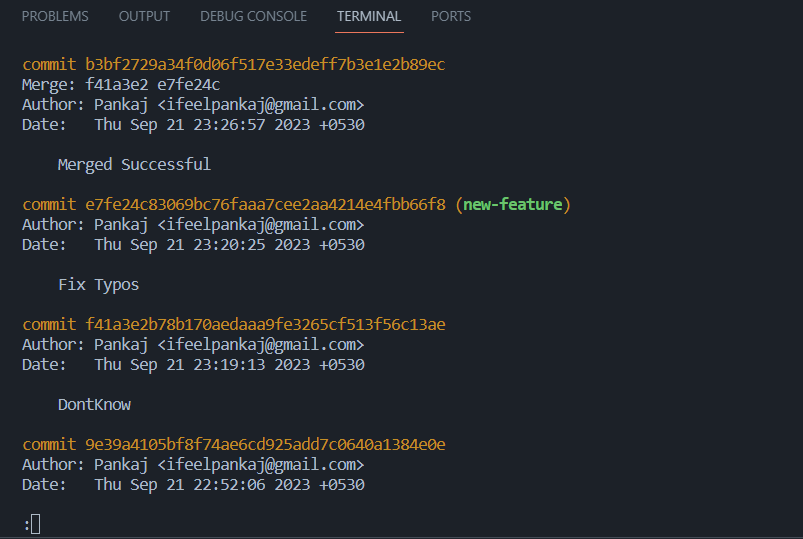 PROBLEMS OUTPUT DEBUG CONSOLE TERMINAL PORTS
commit b3bf2729a34f0d06f517e33edeff7b3e1e2b89ec
Merge: f41a3e2 e7fe24c
Author: Pankaj <ifeelpankaj@gmail.com>
Date:   Thu Sep 21 23:26:57 2023 +0530
Merged Successful
commit e7fe24c83069bc76faaa7cee2aa4214e4fbb66f8 (new-feature)
Author: Pankaj <ifeelpankaj@gmail.com>
Date:   Thu Sep 21 23:20:25 2023 +0530
Fix Typos
commit f41a3e2b78b170aedaaa9fe3265cf513f56c13ae
Author: Pankaj <ifeelpankaj@gmail.com>
Date:   Thu Sep 21 23:19:13 2023 +0530
DontKnow
commit 9e39a4105bf8f74ae6cd925add7c0640a1384e0e
Author: Pankaj <ifeelpankaj@gmail.com>
Date:   Thu Sep 21 22:52:06 2023 +0530
: